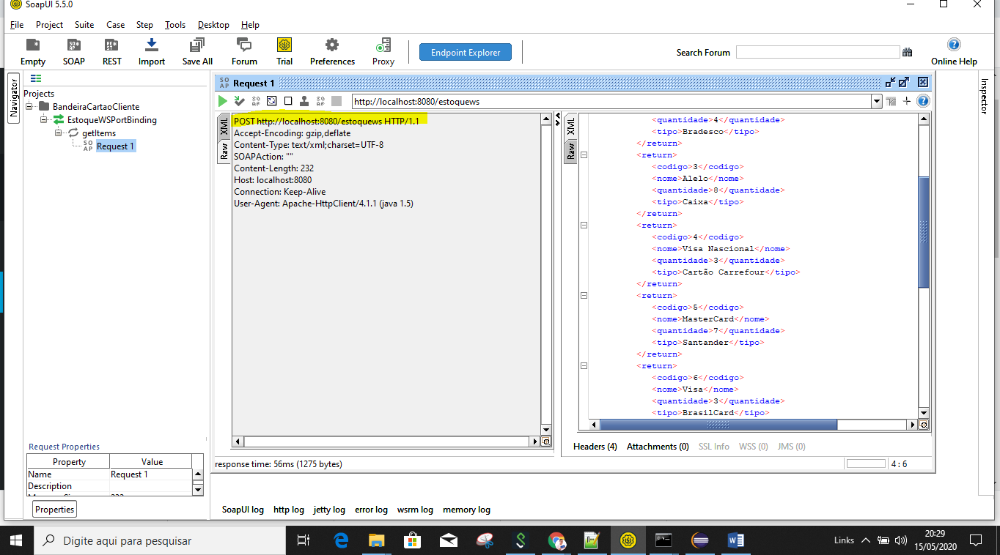 SoapUI 5.5.0
File Project Suite Case Step Tools Desktop Help
Empty SOAP REST Import Save All Forum Trial Preferences Proxy
Endpoint Explorer
Search Forum
Online Help
Navigator
Projects
BandeiraCartaoCliente
EstoqueWSPortBinding
getItems
SO AP Request 1
Request Properties
Property Value
Name Request 1
Description
Properties
SO AP Request 1
http://localhost:8080/estoquews
XML
Raw
POST http://localhost:8080/estoquews HTTP/1.1
Accept-Encoding: gzip,deflate
Content-Type: text/xml;charset=UTF-8
SOAPAction: ""
Content-Length: 232
Host: localhost:8080
Connection: Keep-Alive
User-Agent: Apache-HttpClient/4.1.1 (java 1.5)
XML
Raw
<quantidade>4</quantidade>
<tipo>Bradesco</tipo>
</return>
<return>
<codigo>3</codigo>
<nome>Alelo</nome>
<quantidade>8</quantidade>
<tipo>Caixa</tipo>
</return>
<return>
<codigo>4</codigo>
<nome>Visa Nascional</nome>
<quantidade>3</quantidade>
<tipo>Cartão Carrefour</tipo>
</return>
<return>
<codigo>5</codigo>
<nome>MasterCard</nome>
<quantidade>7</quantidade>
<tipo>Santander</tipo>
</return>
<return>
<codigo>6</codigo>
<nome>Visa</nome>
<quantidade>3</quantidade>
<tipo>BrasilCard</tipo>
Headers (4) Attachments (0) SSL Info WSS (0) JMS (0)
response time: 56ms (1275 bytes)
4 : 6
Inspector
SoapUI log http log jetty log error log wsrm log memory log
Digite aqui para pesquisar
Links
20:29
15/05/2020